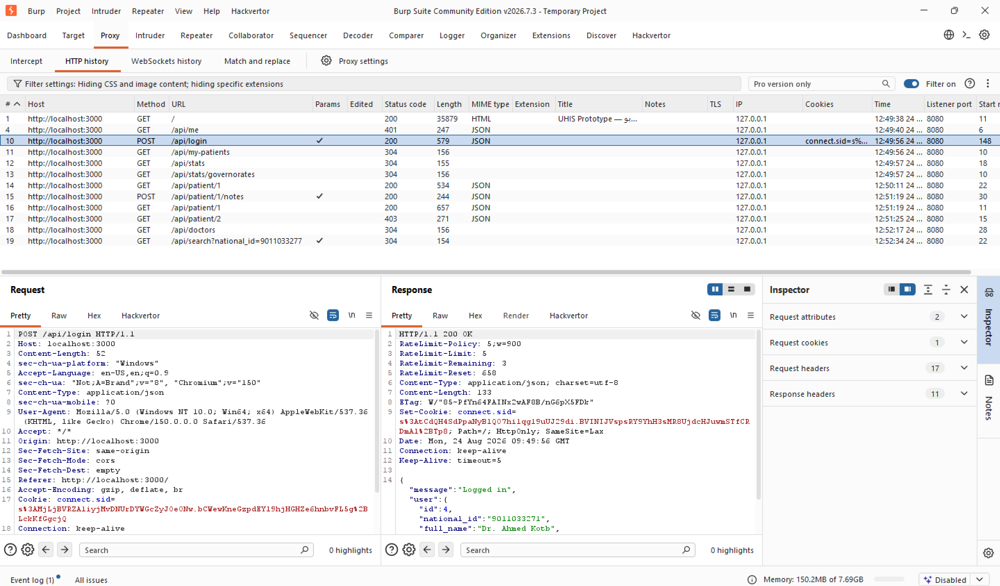 Burp Project Intruder Repeater View Help Hackvertor Burp Suite Community Edition v2026.7.3 - Temporary Project
Dashboard Target Proxy Intruder Repeater Collaborator Sequencer Decoder Comparer Logger Organizer Extensions Discover Hackvertor
Intercept HTTP history WebSockets history Match and replace Proxy settings
Filter settings: Hiding CSS and image content; hiding specific extensions Pro version only Filter on
# Host Method URL Params Edited Status code Length MIME type Extension Title Notes TLS IP Cookies Time Listener port Start r
1 http://localhost:3000 GET / 200 35879 HTML UHIS Prototype — بو... 127.0.0.1 12:49:38 24 ... 8080 11
4 http://localhost:3000 GET /api/me 401 247 JSON 127.0.0.1 12:49:40 24 ... 8080 6
10 http://localhost:3000 POST /api/login ✓ 200 579 JSON 127.0.0.1 connect.sid=s%... 12:49:56 24 ... 8080 148
11 http://localhost:3000 GET /api/my-patients 304 156 127.0.0.1 12:49:56 24 ... 8080 10
12 http://localhost:3000 GET /api/stats 304 155 127.0.0.1 12:49:57 24 ... 8080 18
13 http://localhost:3000 GET /api/stats/governorates 304 156 127.0.0.1 12:49:57 24 ... 8080 10
14 http://localhost:3000 GET /api/patient/1 200 534 JSON 127.0.0.1 12:50:11 24 ... 8080 22
15 http://localhost:3000 POST /api/patient/1/notes ✓ 200 244 JSON 127.0.0.1 12:51:19 24 ... 8080 30
16 http://localhost:3000 GET /api/patient/1 200 657 JSON 127.0.0.1 12:51:19 24 ... 8080 11
17 http://localhost:3000 GET /api/patient/2 403 271 JSON 127.0.0.1 12:51:25 24 ... 8080 15
18 http://localhost:3000 GET /api/doctors 304 156 127.0.0.1 12:52:17 24 ... 8080 28
19 http://localhost:3000 GET /api/search?national_id=9011033277 ✓ 304 154 127.0.0.1 12:52:34 24 ... 8080 22
Request
Pretty Raw Hex Hackvertor \n
1 POST /api/login HTTP/1.1
2 Host: localhost:3000
3 Content-Length: 52
4 sec-ch-ua-platform: "Windows"
5 Accept-Language: en-US,en;q=0.9
6 sec-ch-ua: "Not;A=Brand";v="8", "Chromium";v="150"
7 Content-Type: application/json
8 sec-ch-ua-mobile: ?0
9 User-Agent: Mozilla/5.0 (Windows NT 10.0; Win64; x64) AppleWebKit/537.36
(KHTML, like Gecko) Chrome/150.0.0.0 Safari/537.36
10 Accept: */*
11 Origin: http://localhost:3000
12 Sec-Fetch-Site: same-origin
13 Sec-Fetch-Mode: cors
14 Sec-Fetch-Dest: empty
15 Referer: http://localhost:3000/
16 Accept-Encoding: gzip, deflate, br
17 Cookie: connect.sid=
s%3AMjLjBVRZAliyjMvDNUrDYWGcZyJ0e0Nw.bCWewKneGzpdEYl9hjHGHZe6hnbvFL5g%2B
LckKfGgcjQ
18 Connection: keep-alive
Search 0 highlights
Response
Pretty Raw Hex Render Hackvertor \n
1 HTTP/1.1 200 OK
2 RateLimit-Policy: 5;w=900
3 RateLimit-Limit: 5
4 RateLimit-Remaining: 3
5 RateLimit-Reset: 658
6 Content-Type: application/json; charset=utf-8
7 Content-Length: 133
8 ETag: W/"85-PfYn64FAINx2wAF8B/nG6pX5FDk"
9 Set-Cookie: connect.sid=
s%3AtCdQH4SdPpaNyBlQ07hilqgl9uUJ29di.BVINIJVspsRY9YhH3sMR8UjdcHJuwmSTfCR
DmAl%2BTp8; Path=/; HttpOnly; SameSite=Lax
10 Date: Mon, 24 Aug 2026 09:49:56 GMT
11 Connection: keep-alive
12 Keep-Alive: timeout=5
13
14 {
"message":"Logged in",
"user":{
"id":4,
"national_id":"9011033271",
"full_name":"Dr. Ahmed Kotb",
Search 0 highlights
Inspector
Request attributes 2
Request cookies 1
Request headers 17
Response headers 11
Inspector
Notes
Event log (1) All issues Memory: 150.2MB of 7.69GB Disabled